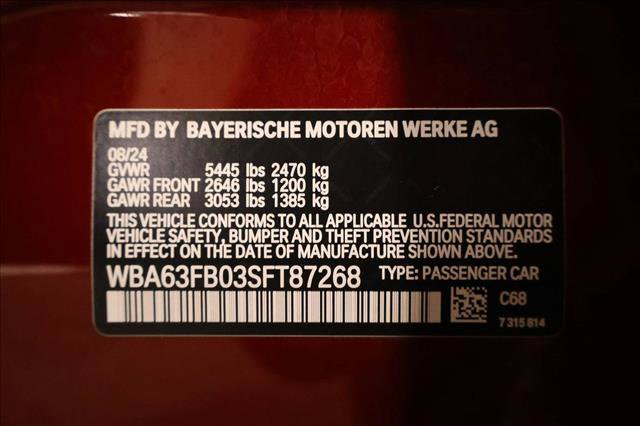 MFD BY BAYERISCHE MOTOREN WERKE AG
08/24
GVWR 5445 lbs 2470 kg
GAWR FRONT 2646 lbs 1200 kg
GAWR REAR 3053 lbs 1385 kg
THIS VEHICLE CONFORMS TO ALL APPLICABLE U.S.FEDERAL MOTOR
VEHICLE SAFETY, BUMPER AND THEFT PREVENTION STANDARDS
IN EFFECT ON THE DATE OF MANUFACTURE SHOWN ABOVE.
WBA63FB03SFT87268 TYPE: PASSENGER CAR
C68
7 315 814